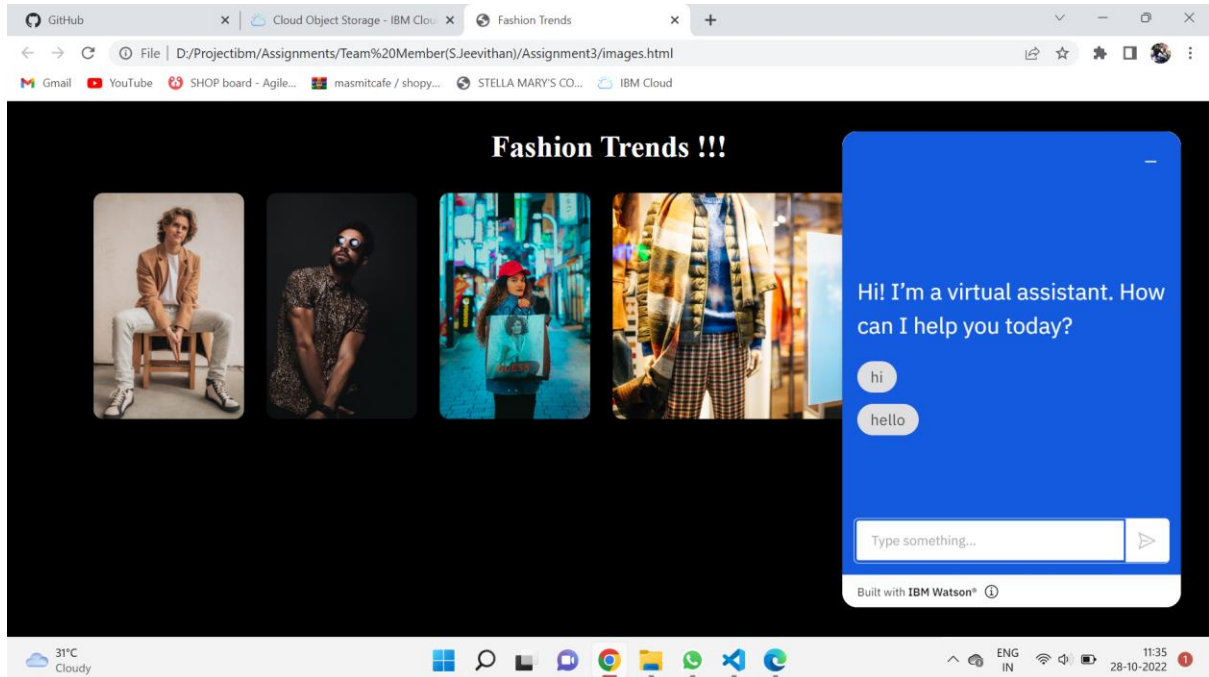 GitHub
Cloud Object Storage - IBM Clou
Fashion Trends
File | D:/Projectibm/Assignments/Team%20Member(S.Jeevithan)/Assignment3/images.html
Gmail
YouTube
SHOP board - Agile...
masmitcafe / shopy...
STELLA MARY'S CO...
IBM Cloud
Fashion Trends !!!
GUESS
Hi! I'm a virtual assistant. How
can I help you today?
hi
hello
Type something...
Built with IBM Watson®
31°C
Cloudy
ENG
IN
11:35
28-10-2022
1